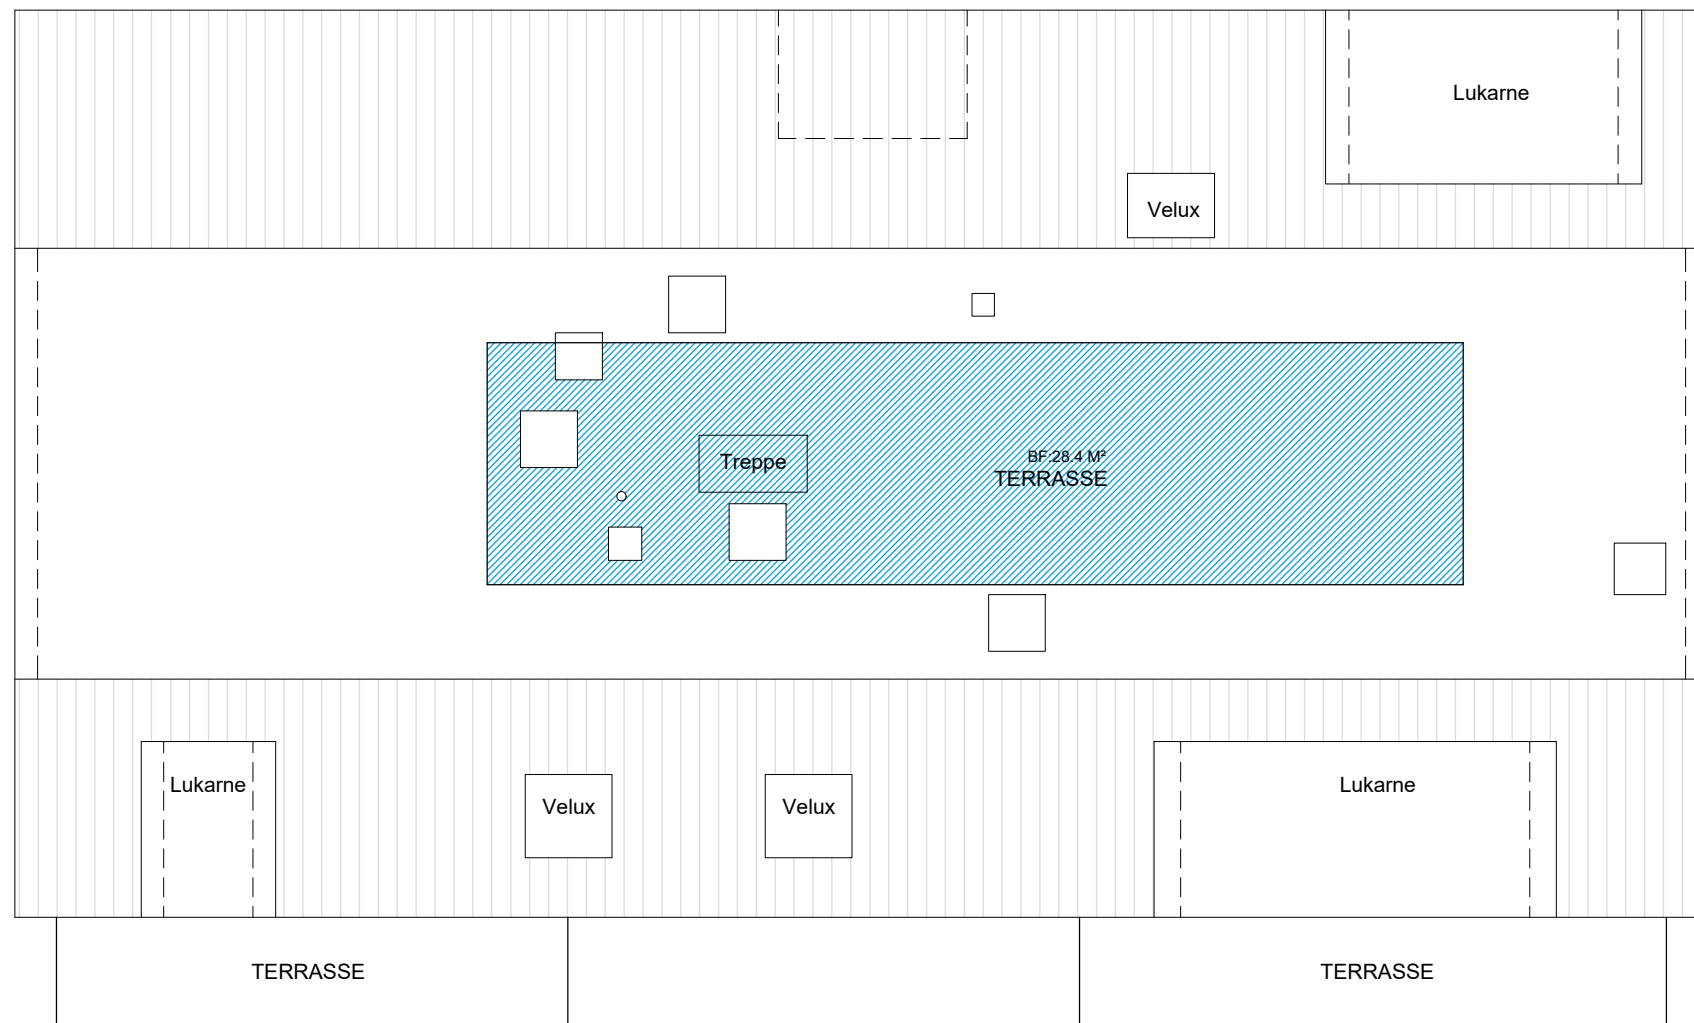 Lukarne
Velux
Treppe
BF:28.4 M²
TERRASSE
Lukarne
Velux
Velux
Lukarne
TERRASSE
TERRASSE